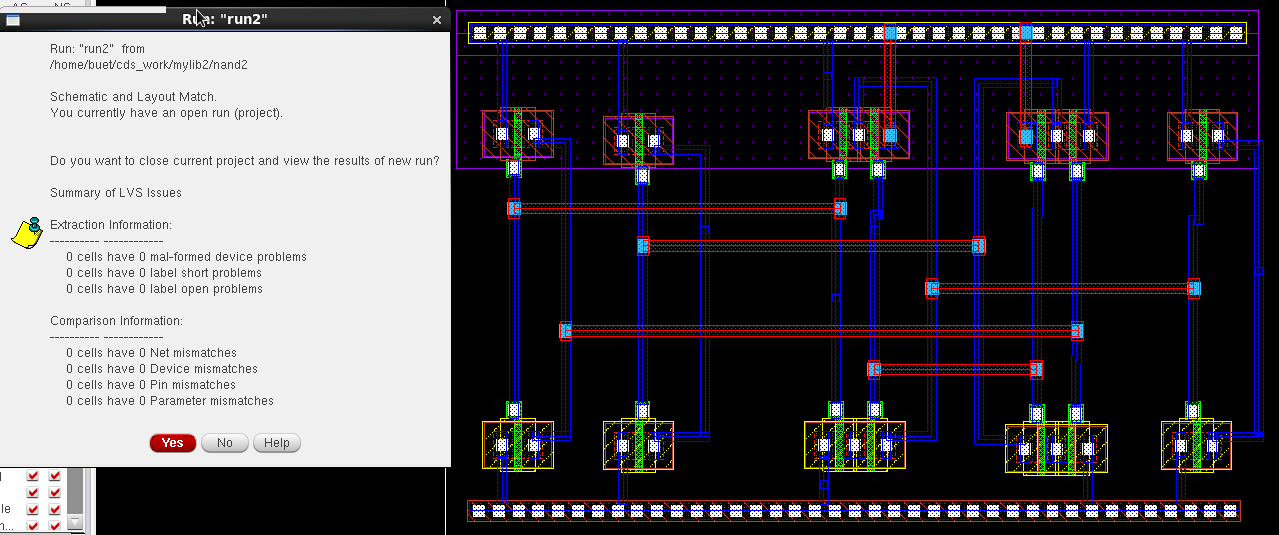 Run: "run2"
Run: "run2" from
/home/buet/cds_work/mylib2/nand2
Schematic and Layout Match.
You currently have an open run (project).
Do you want to close current project and view the results of new run?
Summary of LVS Issues
Extraction Information:
---------- ------------
0 cells have 0 mal-formed device problems
0 cells have 0 label short problems
0 cells have 0 label open problems
Comparison Information:
---------- ------------
0 cells have 0 Net mismatches
0 cells have 0 Device mismatches
0 cells have 0 Pin mismatches
0 cells have 0 Parameter mismatches
Yes No Help
le
n...